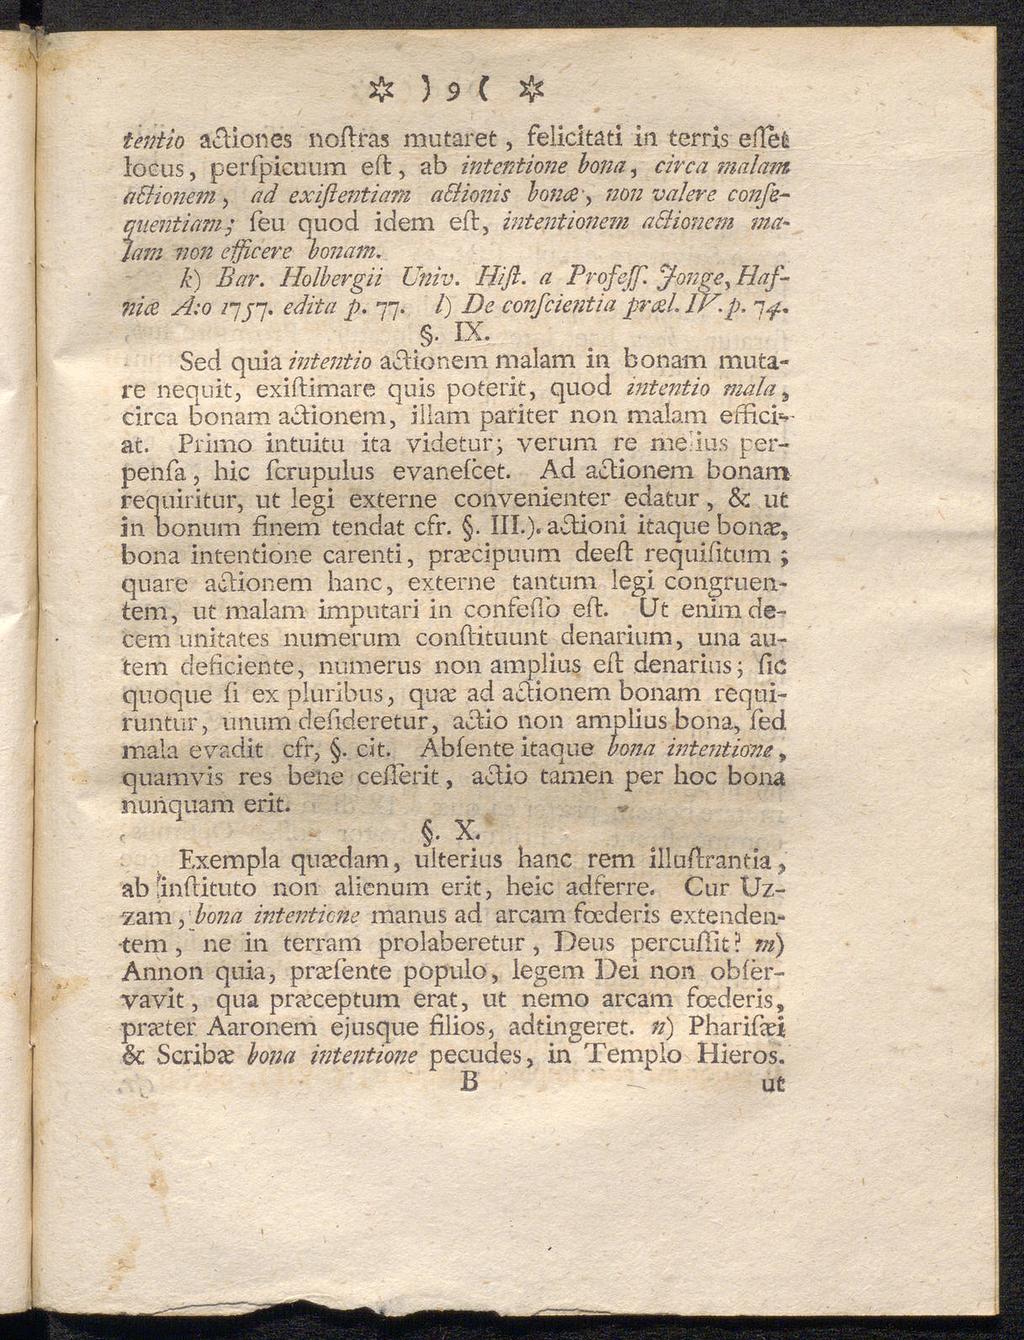 ✡ ) 9 ( ✡
tentio actiones noſtras mutaret, felicitati in terris eſſet
locus, perſpicuum eſt, ab intentione bona, circa malam
actionem, ad exiſtentiam actionis bonæ, non valere conſe-
quentiam; ſeu quod idem eſt, intentionem actionem ma-
lam non efficere bonam.
k) Bar. Holbergii Univ. Hiſt. a Profeſſ. Jonge, Haf-
niæ A:o 1757. edita p. 77. l) De conſcientia præl. IV. p. 74.
§. IX.
Sed quia intentio actionem malam in bonam muta-
re nequit, exiſtimare quis poterit, quod intentio mala,
circa bonam actionem, illam pariter non malam effici-
at. Primo intuitu ita videtur; verum re melius per-
penſa, hic ſcrupulus evaneſcet. Ad actionem bonam
requiritur, ut legi externe convenienter edatur, & ut
in bonum finem tendat cfr. §. III.). actioni itaque bonæ,
bona intentione carenti, præcipuum deeſt requiſitum;
quare actionem hanc, externe tantum legi congruen-
tem, ut malam imputari in confeſſo eſt. Ut enim de-
cem unitates numerum conſtituunt denarium, una au-
tem deficiente, numerus non amplius eſt denarius; ſic
quoque ſi ex pluribus, quæ ad actionem bonam requi-
runtur, unum deſideretur, actio non amplius bona, ſed
mala evadit cfr, §. cit. Abſente itaque bona intentione,
quamvis res bene ceſſerit, actio tamen per hoc bona
nunquam erit.
§. X.
Exempla quædam, ulterius hanc rem illuſtrantia,
ab inſtituto non alienum erit, heic adferre. Cur Uz-
zam, bona intentione manus ad arcam fœderis extenden-
tem, ne in terram prolaberetur, Deus percuſſit? m)
Annon quia, præſente populo, legem Dei non obſer-
vavit, qua præceptum erat, ut nemo arcam fœderis,
præter Aaronem ejusque filios, adtingeret. n) Phariſæi
& Scribæ bona intentione pecudes, in Templo Hieros.
B ut